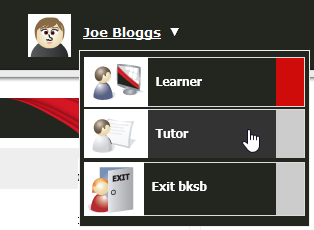 Joe Bloggs ▼
Learner
Tutor
EXIT
Exit bksb